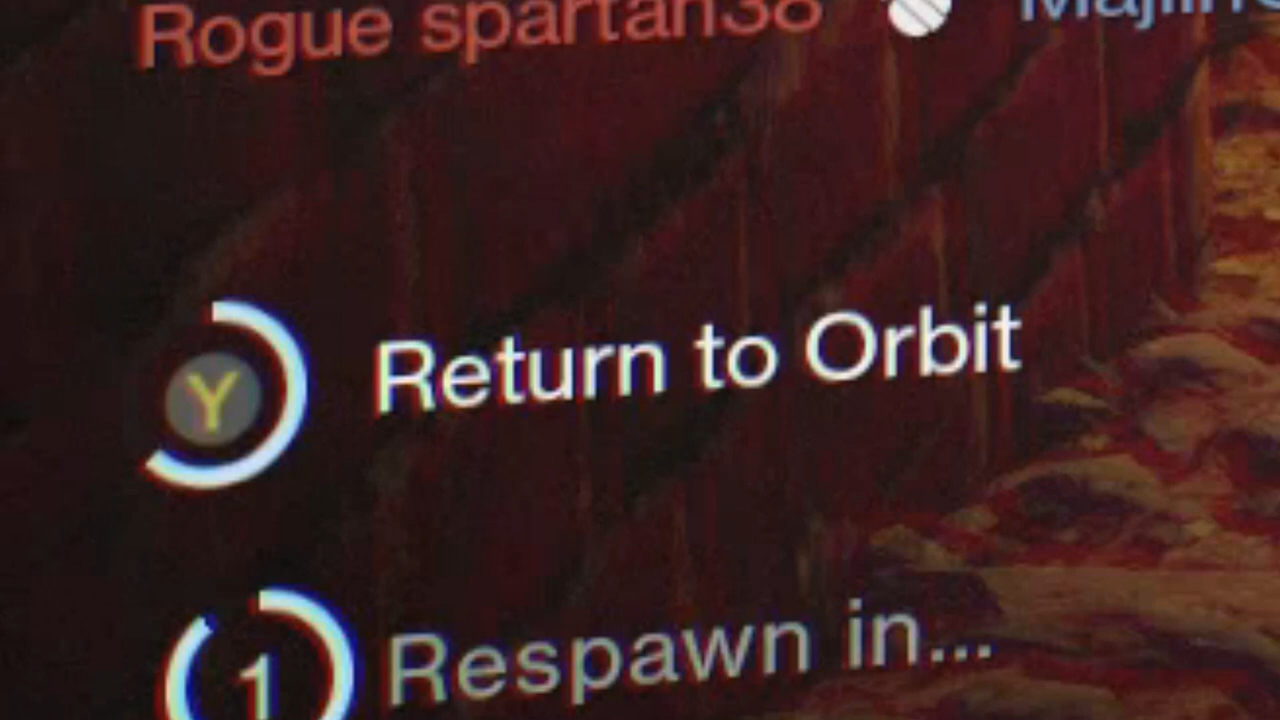 Rogue spartan38
Y Return to Orbit
1 Respawn in...